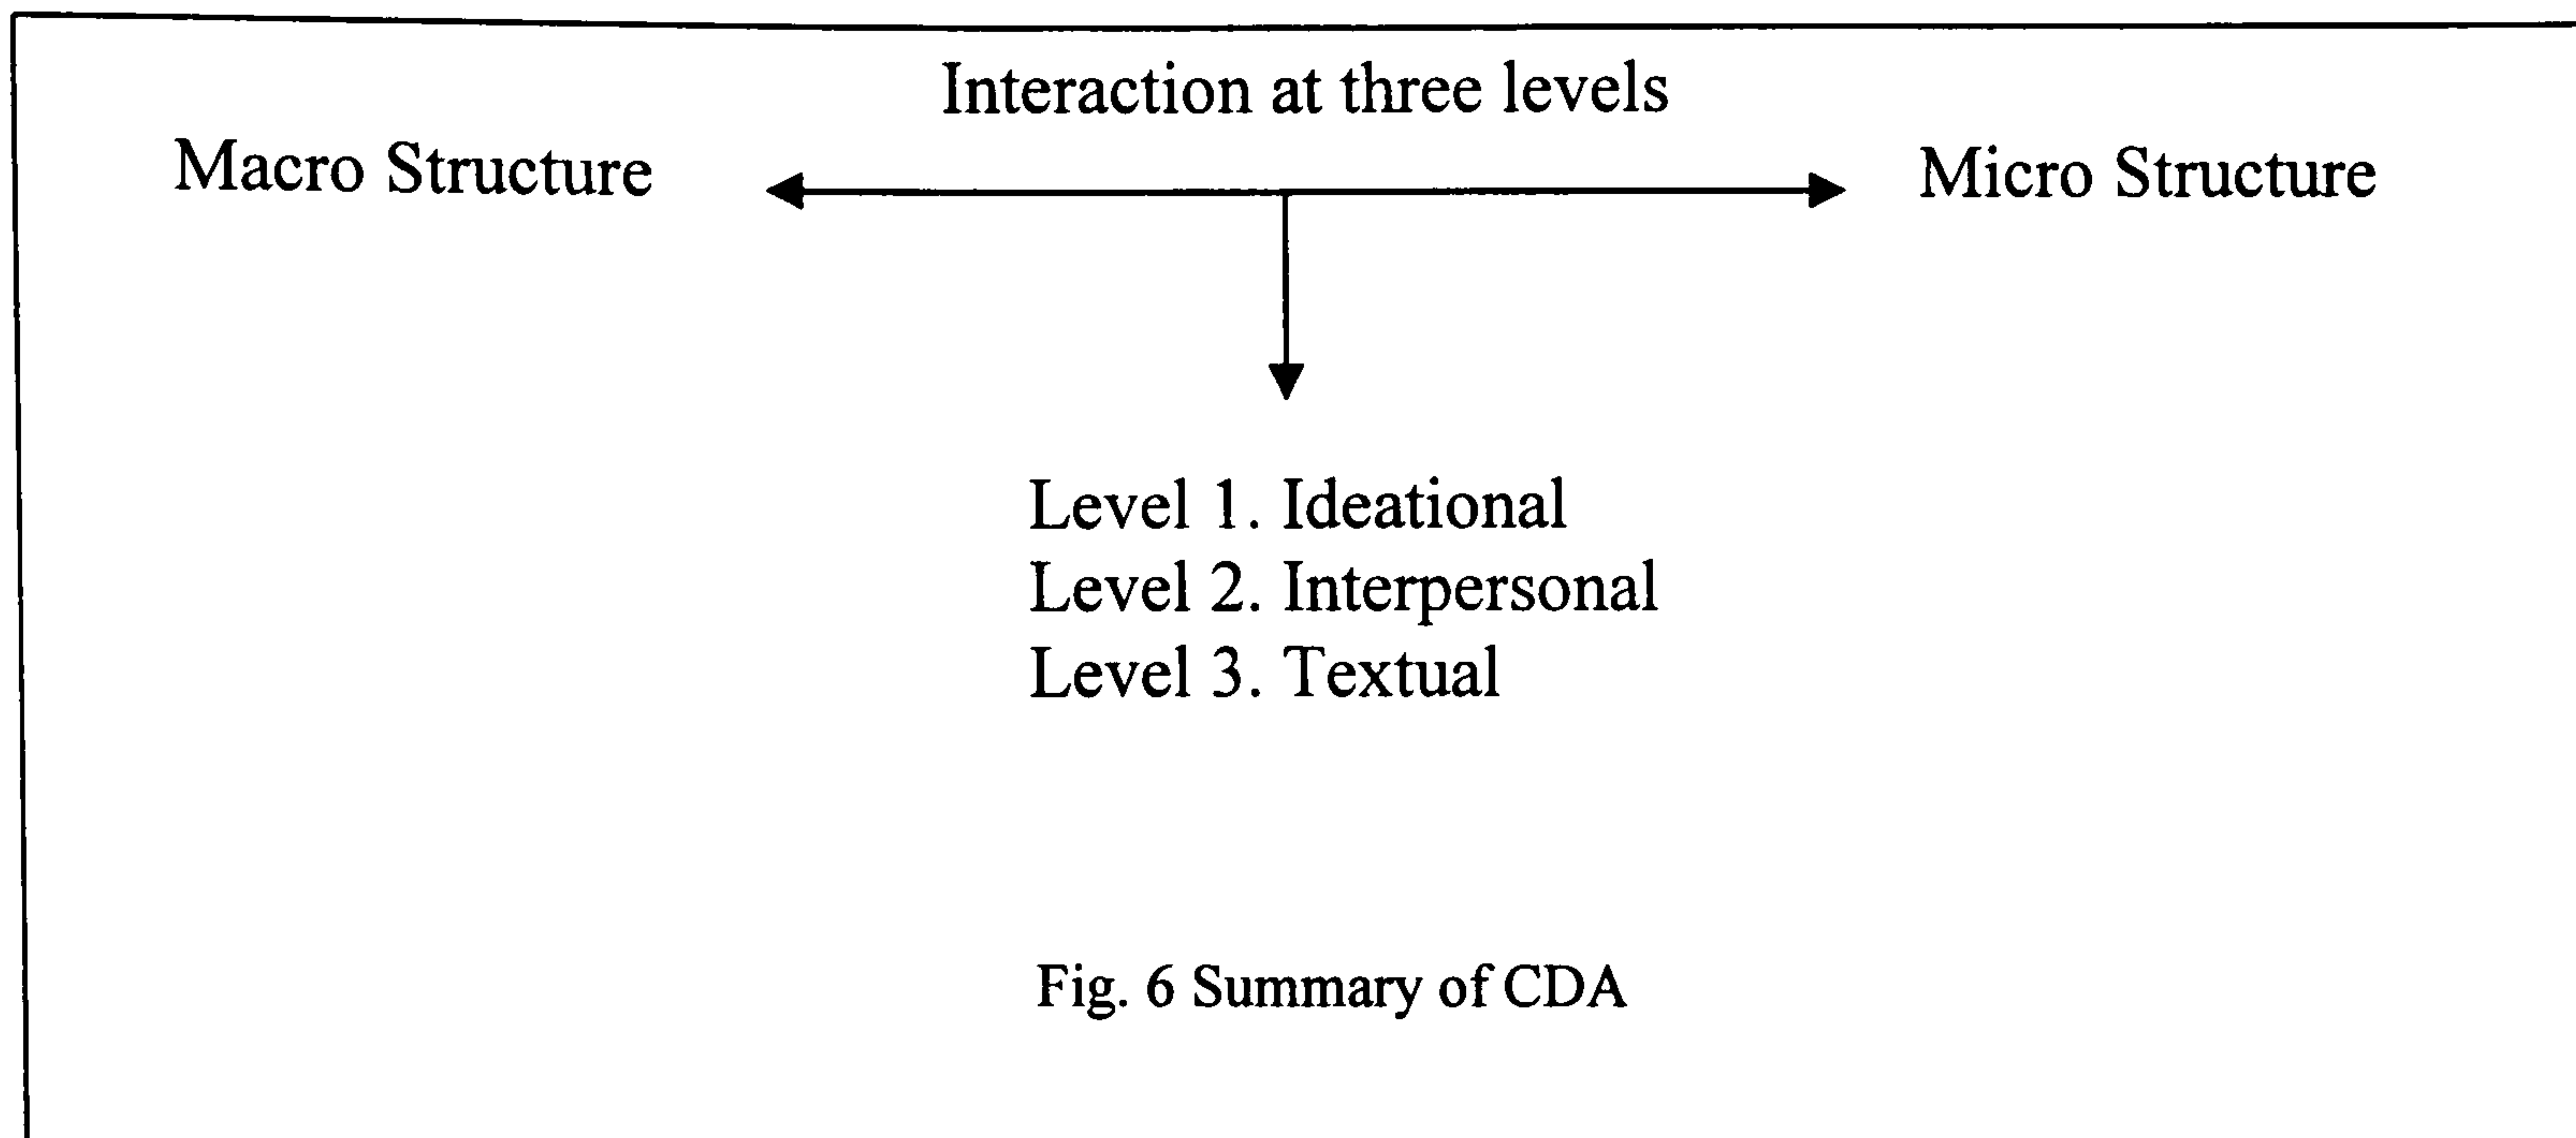 Interaction at three levels
Macro Structure
Micro Structure
Level 1. Ideational
Level 2. Interpersonal
Level 3. Textual
Fig. 6 Summary of CDA